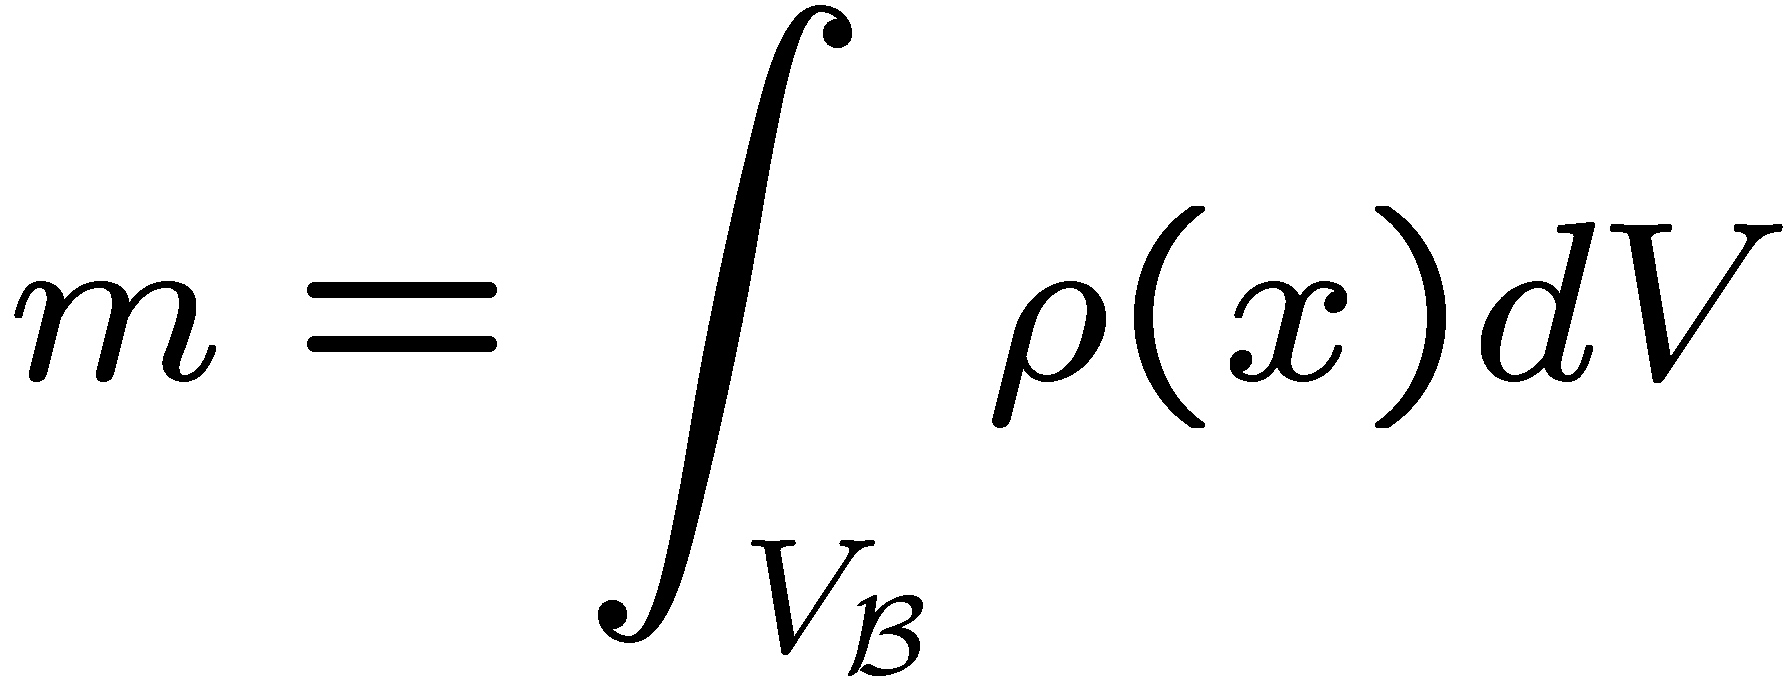 m = ∫_{V_ℬ} ρ(x)dV